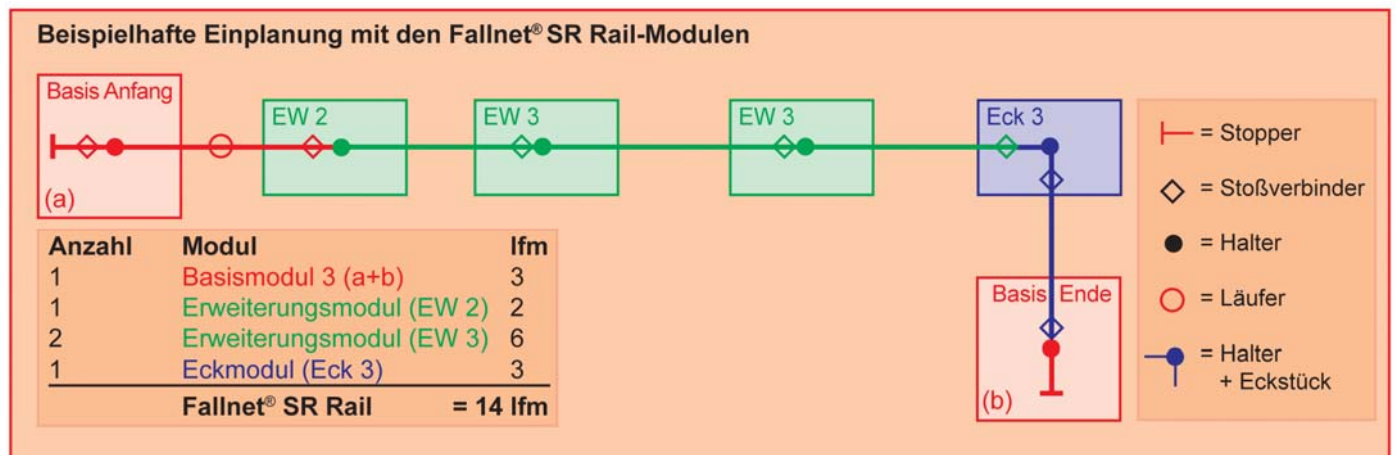 Beispielhafte Einplanung mit den Fallnet® SR Rail-Modulen
Basis Anfang
(a)
EW 2
EW 3
EW 3
Eck 3
Basis Ende
(b)
= Stopper
= Stoßverbinder
= Halter
= Läufer
= Halter
+ Eckstück
Anzahl Modul lfm
1 Basismodul 3 (a+b) 3
1 Erweiterungsmodul (EW 2) 2
2 Erweiterungsmodul (EW 3) 6
1 Eckmodul (Eck 3) 3
Fallnet® SR Rail = 14 lfm